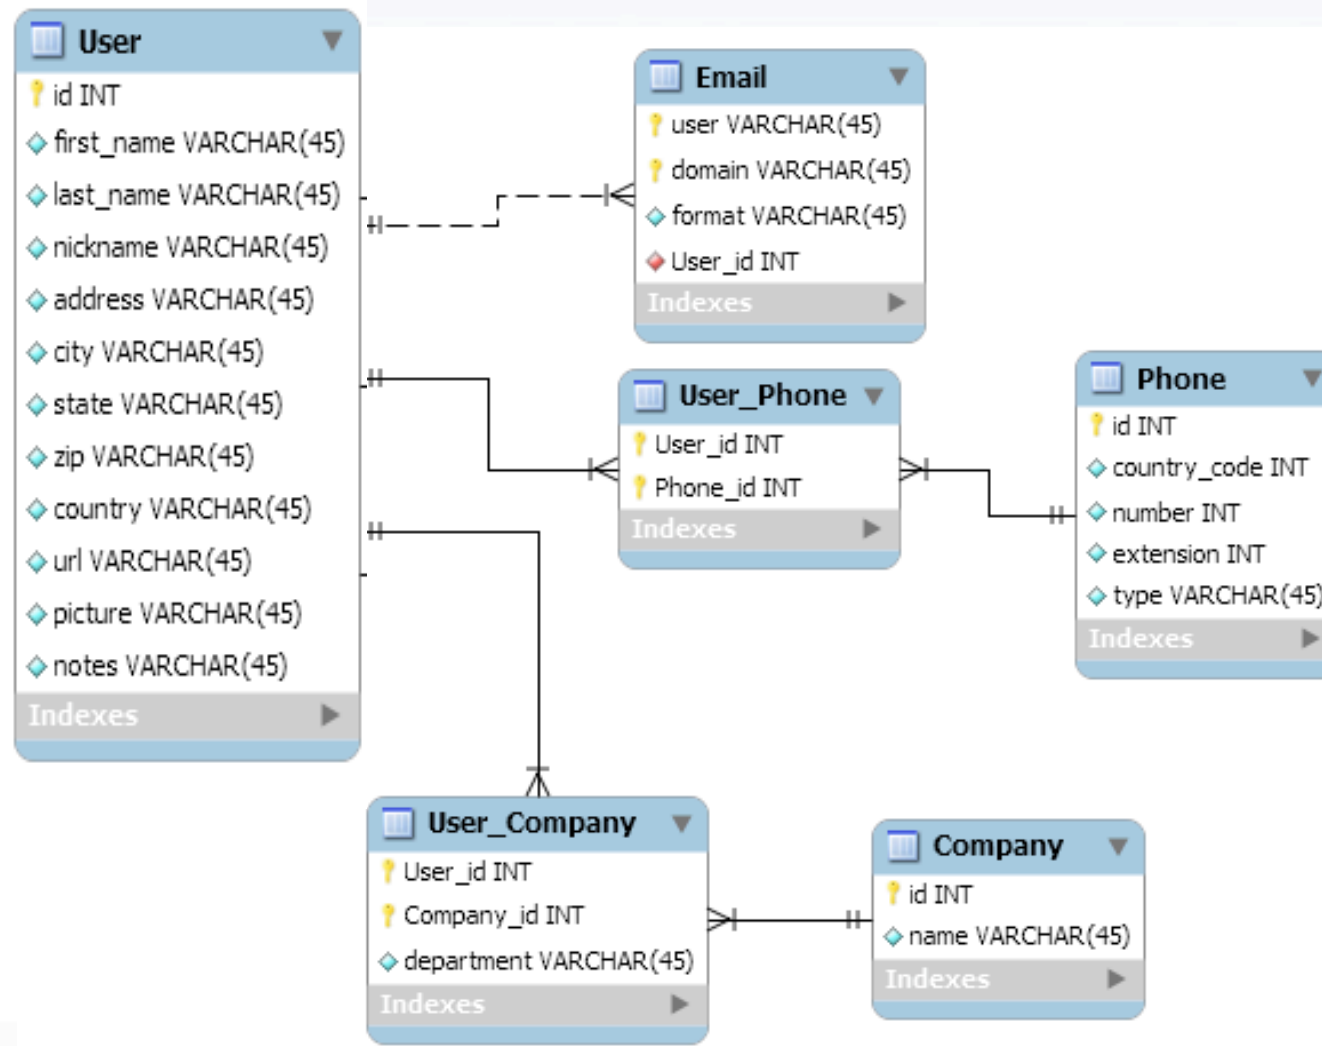 User
id INT
first_name VARCHAR(45)
last_name VARCHAR(45)
nickname VARCHAR(45)
address VARCHAR(45)
city VARCHAR(45)
state VARCHAR(45)
zip VARCHAR(45)
country VARCHAR(45)
url VARCHAR(45)
picture VARCHAR(45)
notes VARCHAR(45)
Indexes
Email
user VARCHAR(45)
domain VARCHAR(45)
format VARCHAR(45)
User_id INT
Indexes
User_Phone
User_id INT
Phone_id INT
Indexes
Phone
id INT
country_code INT
number INT
extension INT
type VARCHAR(45)
Indexes
User_Company
User_id INT
Company_id INT
department VARCHAR(45)
Indexes
Company
id INT
name VARCHAR(45)
Indexes